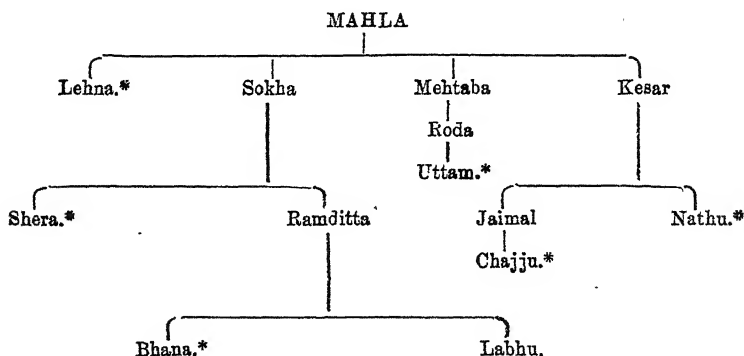 MAHLA
Lehna.* Sokha Mehtaba Kesar
Roda
Uttam.*
Shera.* Ramditta Jaimal Nathu.*
Chajju.*
Bhana.* Labhu.